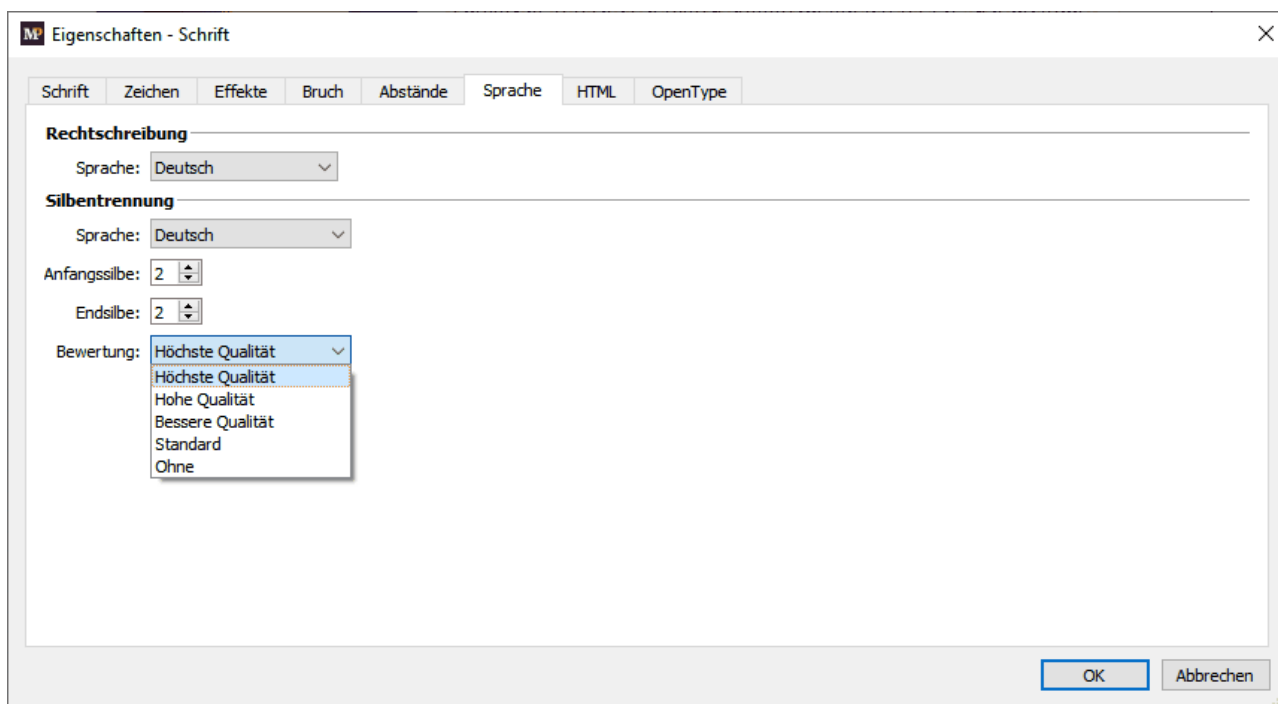 MP Eigenschaften - Schrift
Schrift Zeichen Effekte Bruch Abstände Sprache HTML OpenType
Rechtschreibung
Sprache: Deutsch
Silbentrennung
Sprache: Deutsch
Anfangssilbe: 2
Endsilbe: 2
Bewertung: Höchste Qualität
Höchste Qualität
Hohe Qualität
Bessere Qualität
Standard
Ohne
OK Abbrechen